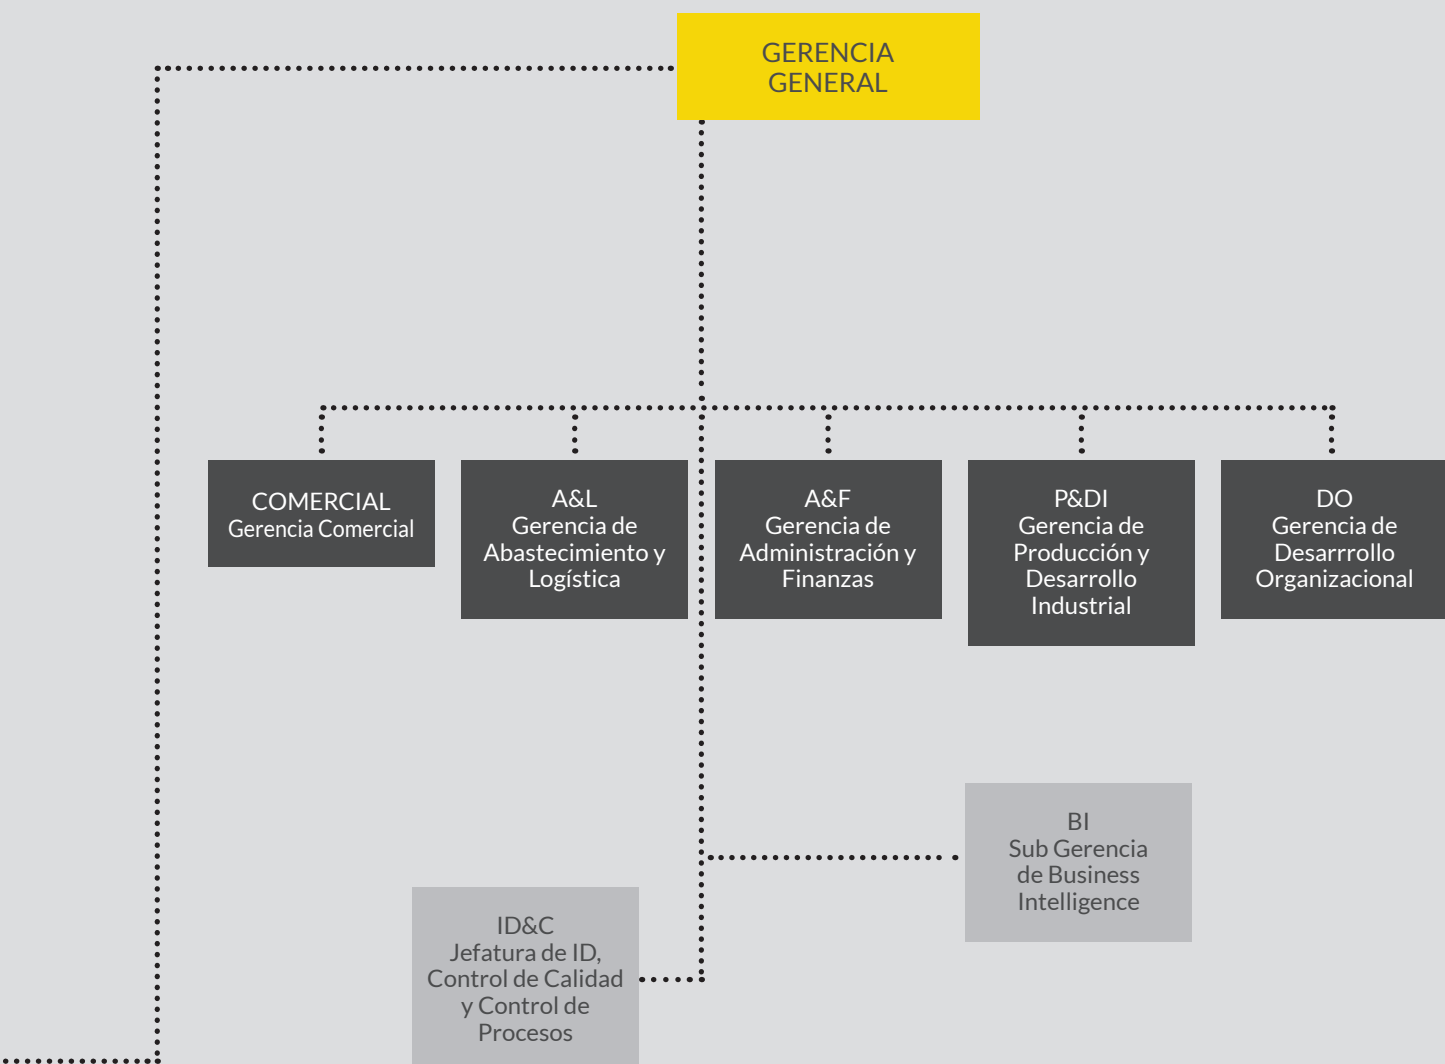 GERENCIA
GENERAL
COMERCIAL
Gerencia Comercial
A&L
Gerencia de
Abastecimiento y
Logística
A&F
Gerencia de
Administración y
Finanzas
P&DI
Gerencia de
Producción y
Desarrollo
Industrial
DO
Gerencia de
Desarrrollo
Organizacional
BI
Sub Gerencia
de Business
Intelligence
ID&C
Jefatura de ID,
Control de Calidad
y Control de
Procesos